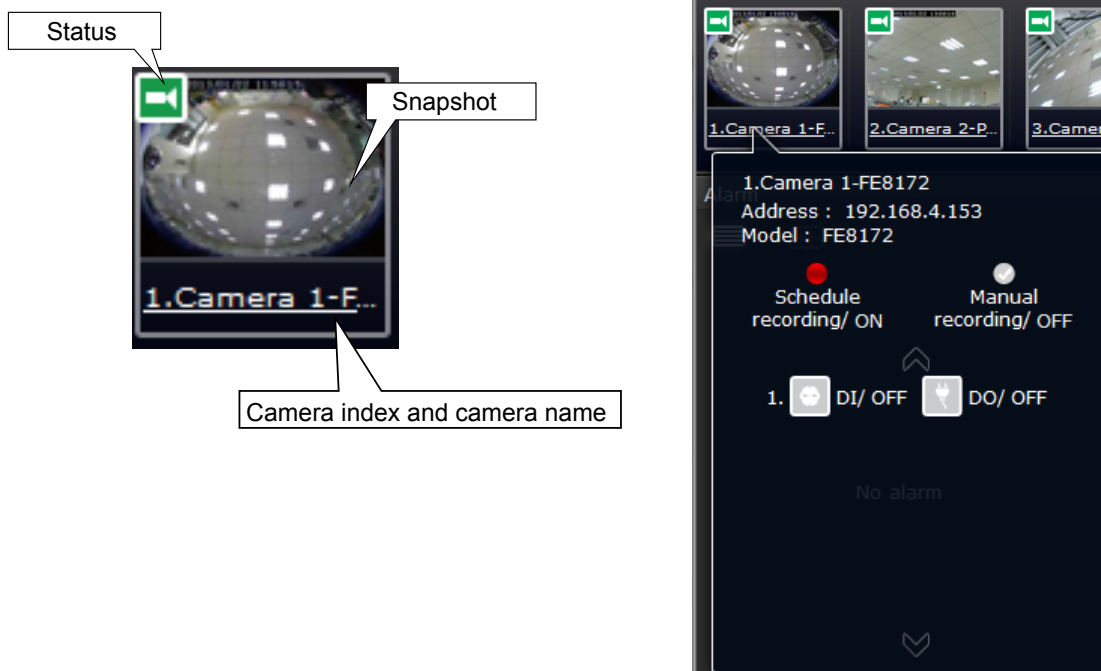 Status
Snapshot
1.Camera 1-F...
Camera index and camera name
1.Camera 1-F...
2.Camera 2-P...
3.Camer
Alarm
1.Camera 1-FE8172
Address : 192.168.4.153
Model : FE8172
Schedule
recording/ ON
Manual
recording/ OFF
1.
DI/ OFF
DO/ OFF
No alarm